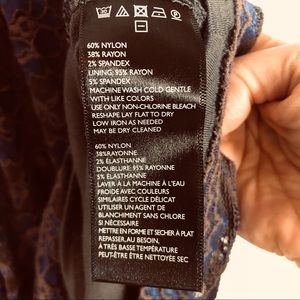 60% NYLON
38% RAYON
2% SPANDEX
LINING: 95% RAYON
5% SPANDEX
MACHINE WASH COLD GENTLE
WITH LIKE COLORS
USE ONLY NON-CHLORINE BLEACH
RESHAPE LAY FLAT TO DRY
LOW IRON AS NEEDED
MAY BE DRY CLEANED
60% NYLON
38%RAYONNE
2% ÉLASTHANNE
DOUBLURE: 95% RAYONNE
5% ÉLASTHANNE
LAVER À LA MACHINE À L'EAU
FROIDE AVEC COULEURS
SIMILAIRES CYCLE DÉLICAT
UTILISER UN AGENT DE
BLANCHIMENT SANS CHLORE
SI NÉCESSAIRE
METTRE EN FORME ET SÉCHER À PLAT
REPASSER, AU BESOIN,
À TRÈS BASSE TEMPÉRATURE
PEUT-ÊTRE ÊTRE NETTOYÉ SEC